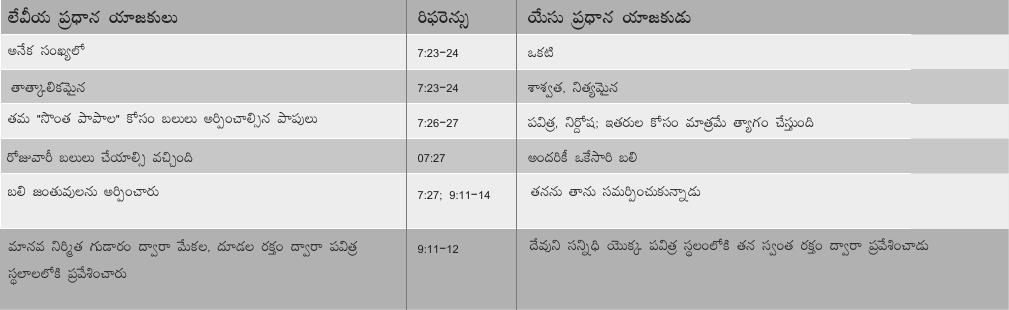 లేవీయ ప్రధాన యాజకులు రిఫరెన్సు యేసు ప్రధాన యాజకుడు
అనేక సంఖ్యలో 7:23-24 ఒకటి
తాత్కాలికమైన 7:23-24 శాశ్వత, నిత్యమైన
తమ "సొంత పాపాల" కోసం బలులు అర్పించాల్సిన పాపులు 7:26-27 పవిత్ర, నిర్దోష; ఇతరుల కోసం మాత్రమే త్యాగం చేస్తుంది
రోజువారీ బలులు చేయాల్సి వచ్చింది 07:27 అందరికీ ఒకేసారి బలి
బలి జంతువులను అర్పించారు 7:27; 9:11-14 తనను తాను సమర్పించుకున్నాడు
మానవ నిర్మిత గుడారం ద్వారా మేకల, దూడల రక్తం ద్వారా పవిత్ర 9:11-12 దేవుని సన్నిధి యొక్క పవిత్ర స్థలంలోకి తన స్వంత రక్తం ద్వారా ప్రవేశించాడు
స్థలాలలోకి ప్రవేశించారు